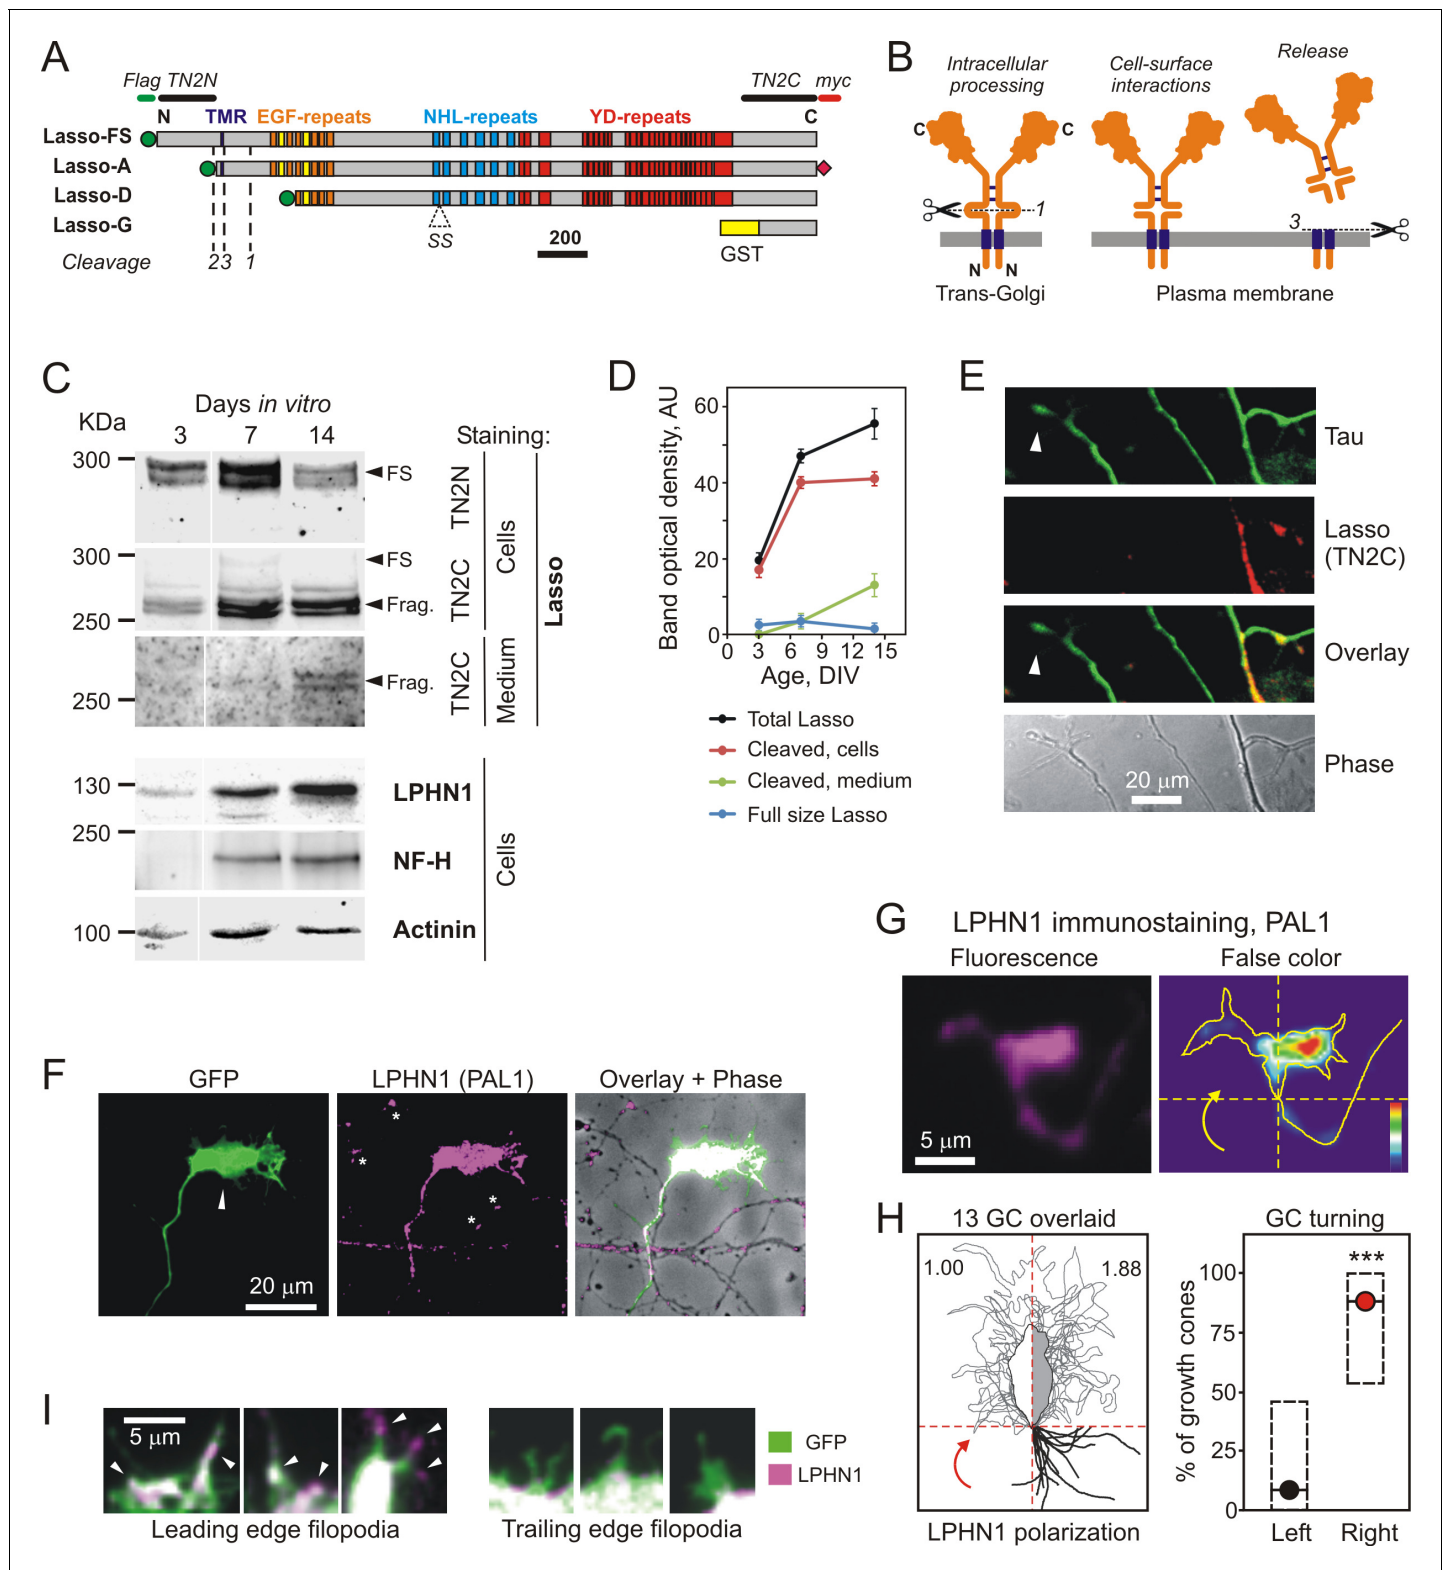 A
Flag TN2N
TN2C myc
N
TMR
EGF-repeats
NHL-repeats
YD-repeats
C
Lasso-FS
Lasso-A
Lasso-D
Lasso-G
SS
200
GST
Cleavage
2 3 1
B
Intracellular
processing
Cell-surface
interactions
Release
C
C
1
3
N
N
Trans-Golgi
Plasma membrane
C
Days in vitro
KDa
3 7 14
Staining:
300
FS
TN2N
300
FS
Frag.
250
TN2C
Cells
250
Frag.
TN2C
Medium
Lasso
130
LPHN1
250
NF-H
100
Actinin
Cells
D
Band optical density, AU
60
40
20
0
0 3 6 9 12 15
Age, DIV
Total Lasso
Cleaved, cells
Cleaved, medium
Full size Lasso
E
Tau
Lasso
(TN2C)
Overlay
Phase
20 μm
F
GFP
LPHN1 (PAL1)
Overlay + Phase
*
*
*
*
20 μm
G
LPHN1 immunostaining, PAL1
Fluorescence
False color
5 μm
H
13 GC overlaid
1.00
1.88
LPHN1 polarization
GC turning
***
% of growth cones
100
75
50
25
0
Left
Right
I
5 μm
Leading edge filopodia
Trailing edge filopodia
GFP
LPHN1